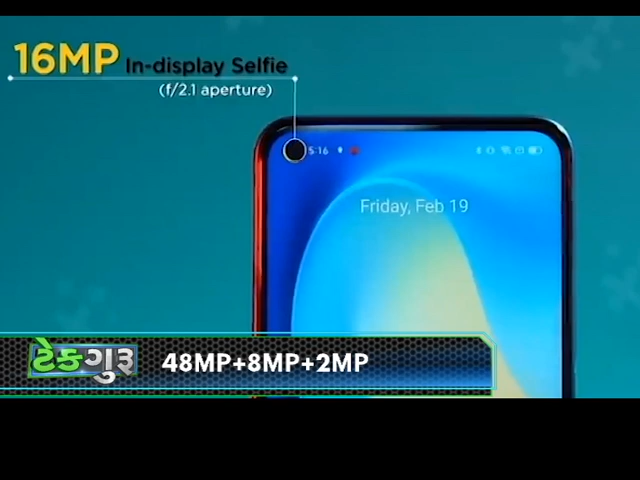 16MP In-display Selfie
(f/2.1 aperture)
5:16
Friday, Feb 19
ટેકગુરૂ 48MP+8MP+2MP